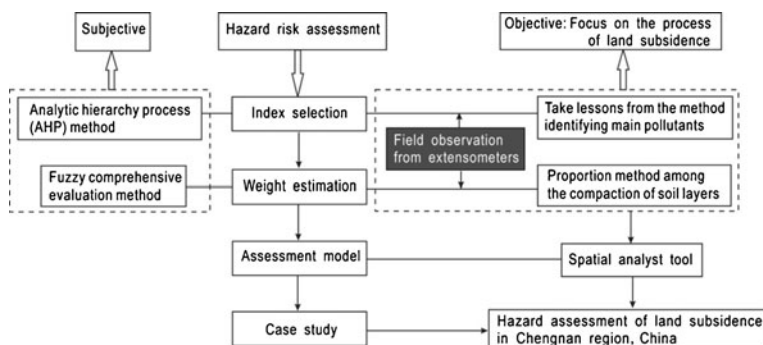 Subjective
Hazard risk assessment
Objective: Focus on the process
of land subsidence
Analytic hierarchy process
(AHP) method
Index selection
Take lessons from the method
identifying main pollutants
Field observation
from extensometers
Fuzzy comprehensive
evaluation method
Weight estimation
Proportion method among
the compaction of soil layers
Assessment model
Spatial analyst tool
Case study
Hazard assessment of land subsidence
in Chengnan region, China